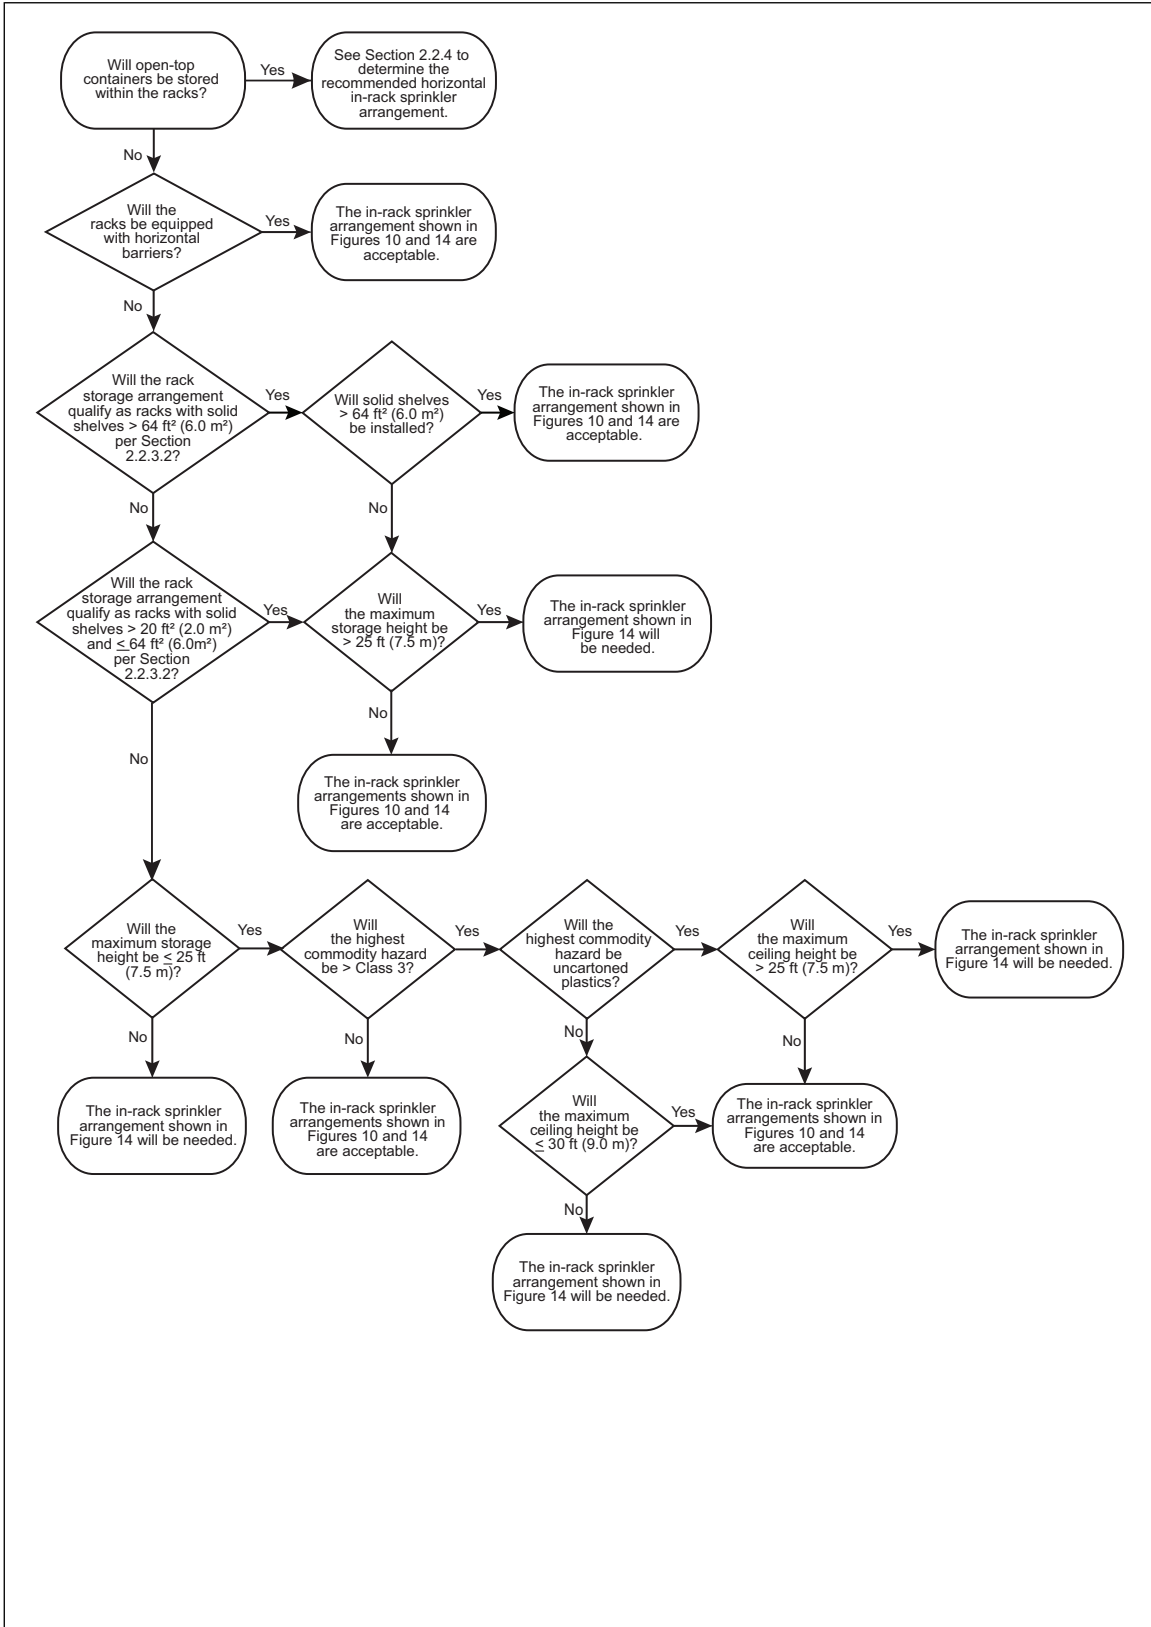 Will open-top
containers be stored
within the racks?
Yes
See Section 2.2.4 to
determine the
recommended horizontal
in-rack sprinkler
arrangement.
No
Will the
racks be equipped
with horizontal
barriers?
Yes
The in-rack sprinkler
arrangement shown in
Figures 10 and 14 are
acceptable.
No
Will the rack
storage arrangement
qualify as racks with solid
shelves > 64 ft² (6.0 m²)
per Section
2.2.3.2?
Yes
Will solid shelves
> 64 ft² (6.0 m²)
be installed?
Yes
The in-rack sprinkler
arrangement shown in
Figures 10 and 14 are
acceptable.
No
No
Will the rack
storage arrangement
qualify as racks with solid
shelves > 20 ft² (2.0 m²)
and ≤ 64 ft² (6.0m²)
per Section
2.2.3.2?
Yes
Will
the maximum
storage height be
> 25 ft (7.5 m)?
Yes
The in-rack sprinkler
arrangement shown in
Figure 14 will
be needed.
No
No
The in-rack sprinkler
arrangements shown in
Figures 10 and 14
are acceptable.
Will the
maximum storage
height be ≤ 25 ft
(7.5 m)?
Yes
Will
the highest
commodity hazard
be > Class 3?
Yes
Will the
highest commodity
hazard be
uncartoned
plastics?
Yes
Will
the maximum
ceiling height be
> 25 ft (7.5 m)?
Yes
The in-rack sprinkler
arrangement shown in
Figure 14 will be needed.
No
No
No
No
The in-rack sprinkler
arrangement shown in
Figure 14 will be needed.
The in-rack sprinkler
arrangements shown in
Figures 10 and 14
are acceptable.
Will
the maximum
ceiling height be
≤ 30 ft (9.0 m)?
Yes
The in-rack sprinkler
arrangements shown in
Figures 10 and 14
are acceptable.
No
The in-rack sprinkler
arrangement shown in
Figure 14 will be needed.